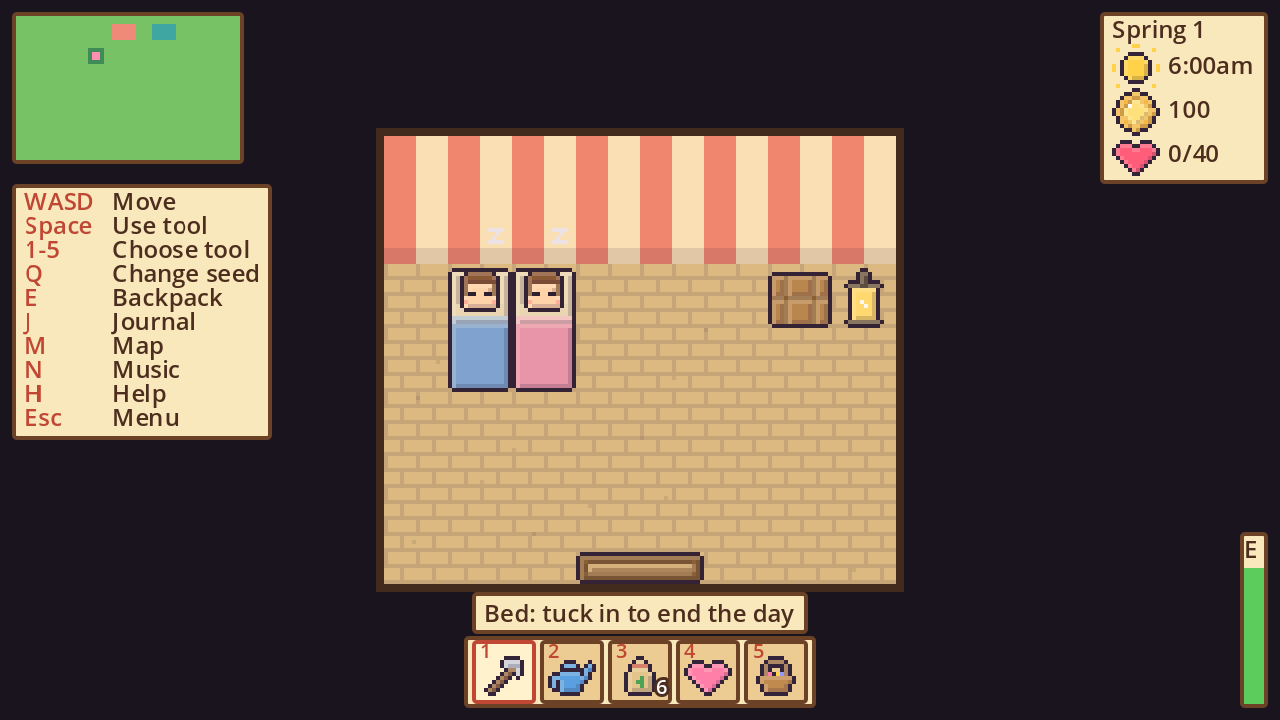 Spring 1
6:00am
100
0/40
WASD Move
Space Use tool
1-5 Choose tool
Q Change seed
E Backpack
J Journal
M Map
N Music
H Help
Esc Menu
Z Z
E
Bed: tuck in to end the day
1 2 3 4 5
6